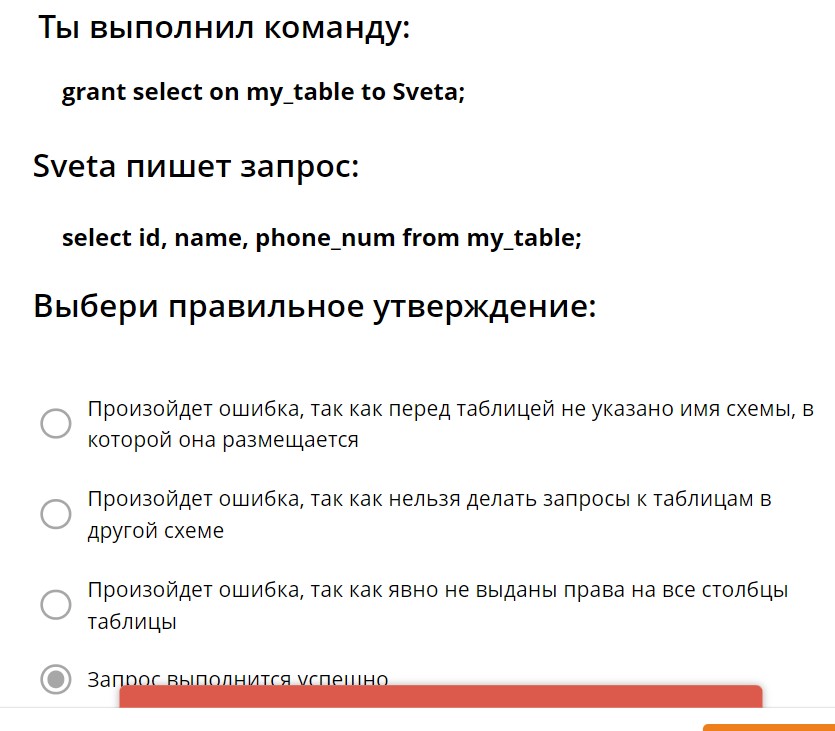 Ты выполнил команду:
grant select on my_table to Sveta;
Sveta пишет запрос:
select id, name, phone_num from my_table;
Выбери правильное утверждение:
Произойдет ошибка, так как перед таблицей не указано имя схемы, в
которой она размещается
Произойдет ошибка, так как нельзя делать запросы к таблицам в
другой схеме
Произойдет ошибка, так как явно не выданы права на все столбцы
таблицы
Запрос выполнится успешно